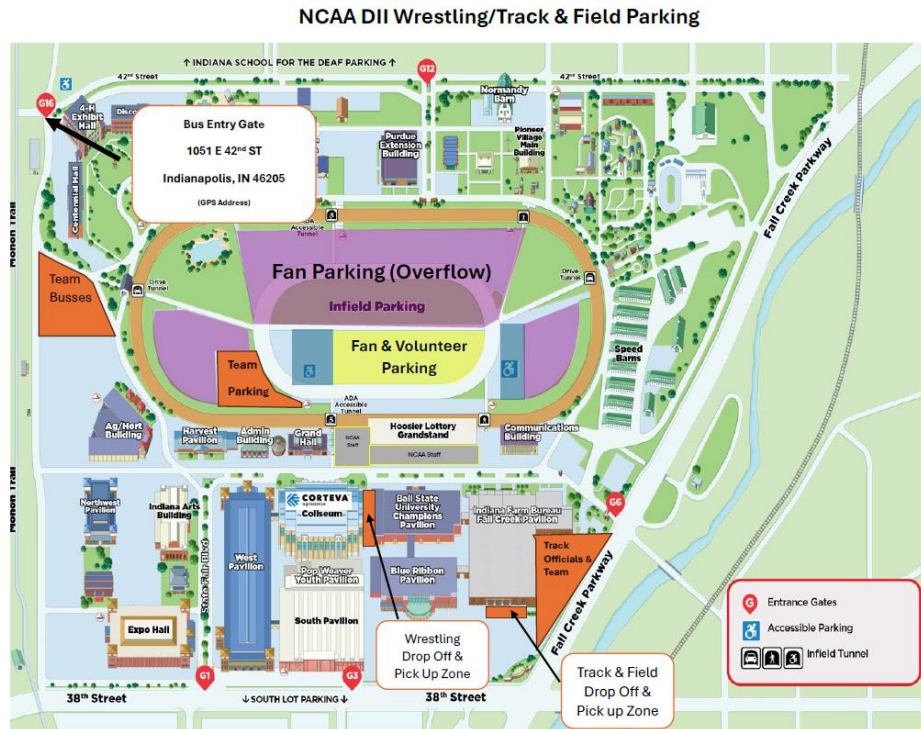 NCAA DII Wrestling/Track & Field Parking
↑ INDIANA SCHOOL FOR THE DEAF PARKING ↑
42nd Street
G12
42nd Street
G16
4-H
Exhibit
Hall
Disco
Normandy
Barn
Bus Entry Gate
1051 E 42nd ST
Indianapolis, IN 46205
(GPS Address)
Purdue
Extension
Building
Pioneer
Village
Main
Building
Centennial Hall
Monon Trail
Fall Creek Parkway
ADA
Accessible
Tunnel
Fan Parking (Overflow)
Infield Parking
Team
Busses
Drive
Tunnel
Drive
Tunnel
Fan & Volunteer
Parking
Team
Parking
Speed
Barns
ADA
Accessible
Tunnel
Ag/Hort
Building
Harvest
Pavilion
Admin
Building
Grand
Hall
NCAA
Staff
Hoosier Lottery
Grandstand
NCAA Staff
Communications
Building
Monon Trail
Northwest
Pavilion
Indiana Arts
Building
State Fair Blvd
West
Pavilion
CORTEVA
agriscience
Coliseum
Ball State
University
Champions
Pavilion
Indiana Farm Bureau
Fall Creek Pavilion
G6
Track
Officials &
Team
Fall Creek Parkway
Pop Weaver
Youth Pavilion
Blue Ribbon
Pavilion
South Pavilion
Expo Hall
Wrestling
Drop Off &
Pick Up Zone
Track & Field
Drop Off &
Pick up Zone
G Entrance Gates
Accessible Parking
Infield Tunnel
G1
G3
38th Street
↓ SOUTH LOT PARKING ↓
38th Street